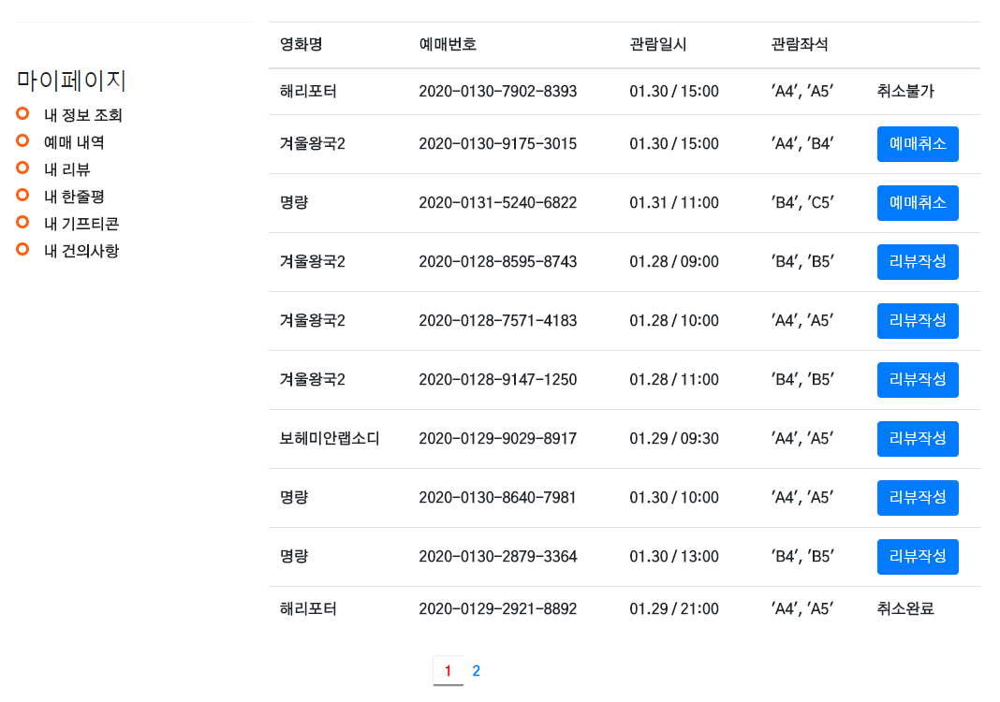 마이페이지
내 정보 조회
예매 내역
내 리뷰
내 한줄평
내 기프티콘
내 건의사항
영화명 예매번호 관람일시 관람좌석
해리포터 2020-0130-7902-8393 01.30 / 15:00 'A4', 'A5' 취소불가
겨울왕국2 2020-0130-9175-3015 01.30 / 15:00 'A4', 'B4' 예매취소
명량 2020-0131-5240-6822 01.31 / 11:00 'B4', 'C5' 예매취소
겨울왕국2 2020-0128-8595-8743 01.28 / 09:00 'B4', 'B5' 리뷰작성
겨울왕국2 2020-0128-7571-4183 01.28 / 10:00 'A4', 'A5' 리뷰작성
겨울왕국2 2020-0128-9147-1250 01.28 / 11:00 'B4', 'B5' 리뷰작성
보헤미안랩소디 2020-0129-9029-8917 01.29 / 09:30 'A4', 'A5' 리뷰작성
명량 2020-0130-8640-7981 01.30 / 10:00 'A4', 'A5' 리뷰작성
명량 2020-0130-2879-3364 01.30 / 13:00 'B4', 'B5' 리뷰작성
해리포터 2020-0129-2921-8892 01.29 / 21:00 'A4', 'A5' 취소완료
1 2